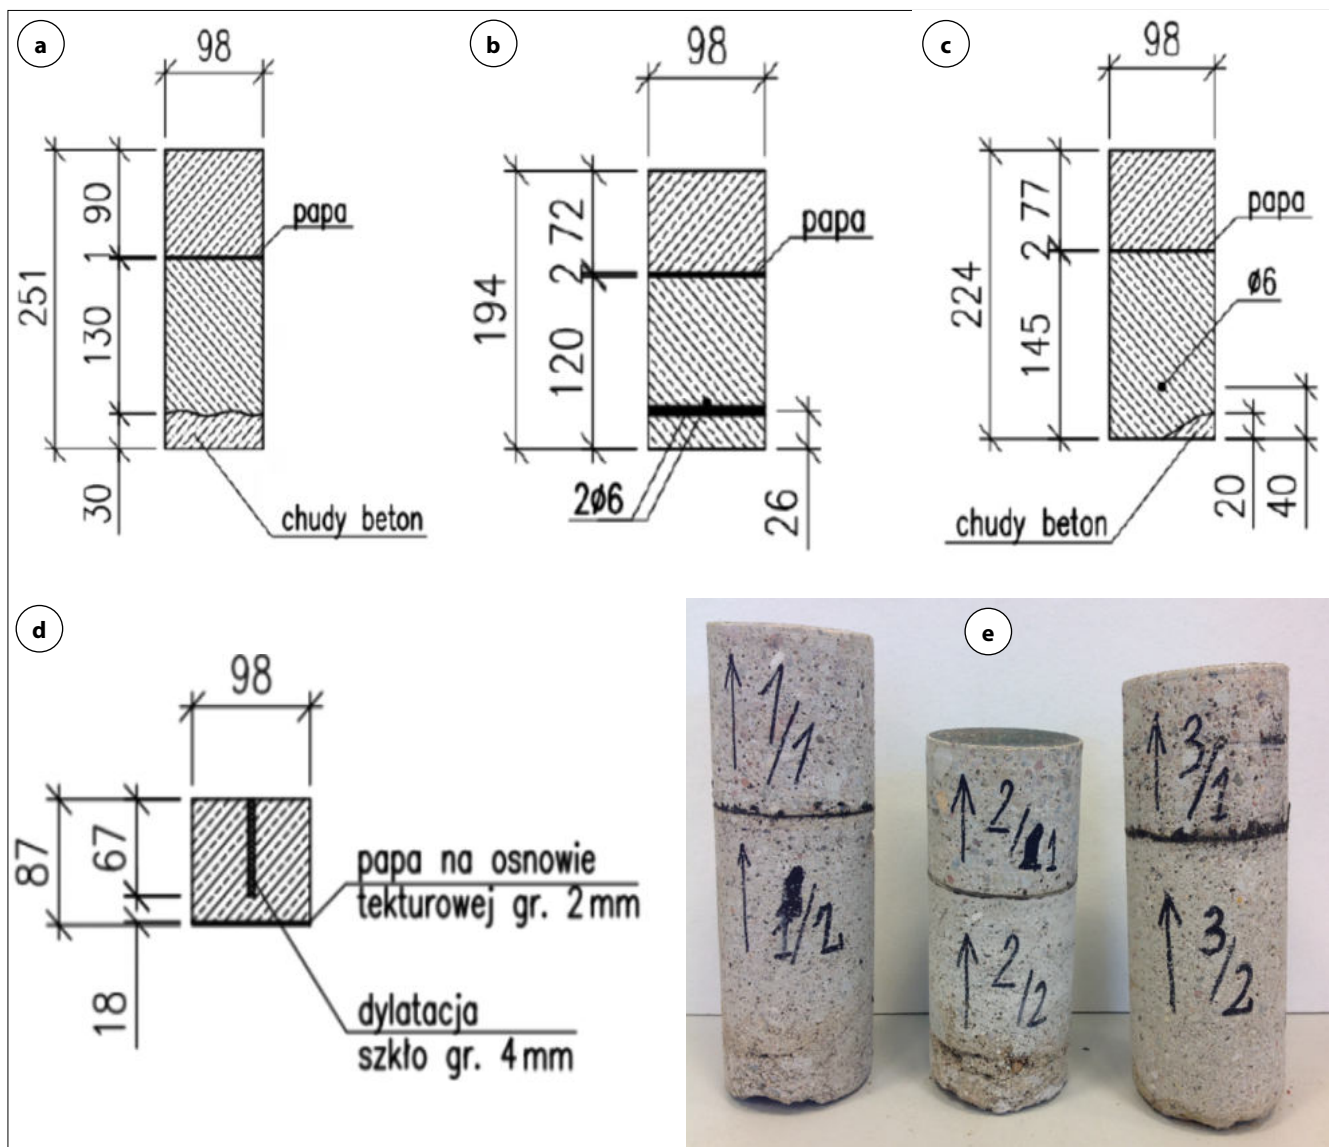 a
98
251
90
1
130
30
papa
chudy beton
b
98
194
72
2
120
papa
2ø6
26
c
98
224
77
2
145
papa
ø6
20
40
chudy beton
d
98
87
67
18
papa na osnowie
tekturowej gr. 2mm
dylatacja
szkło gr. 4mm
e
1/1
1/2
2/1
2/2
3/1
3/2